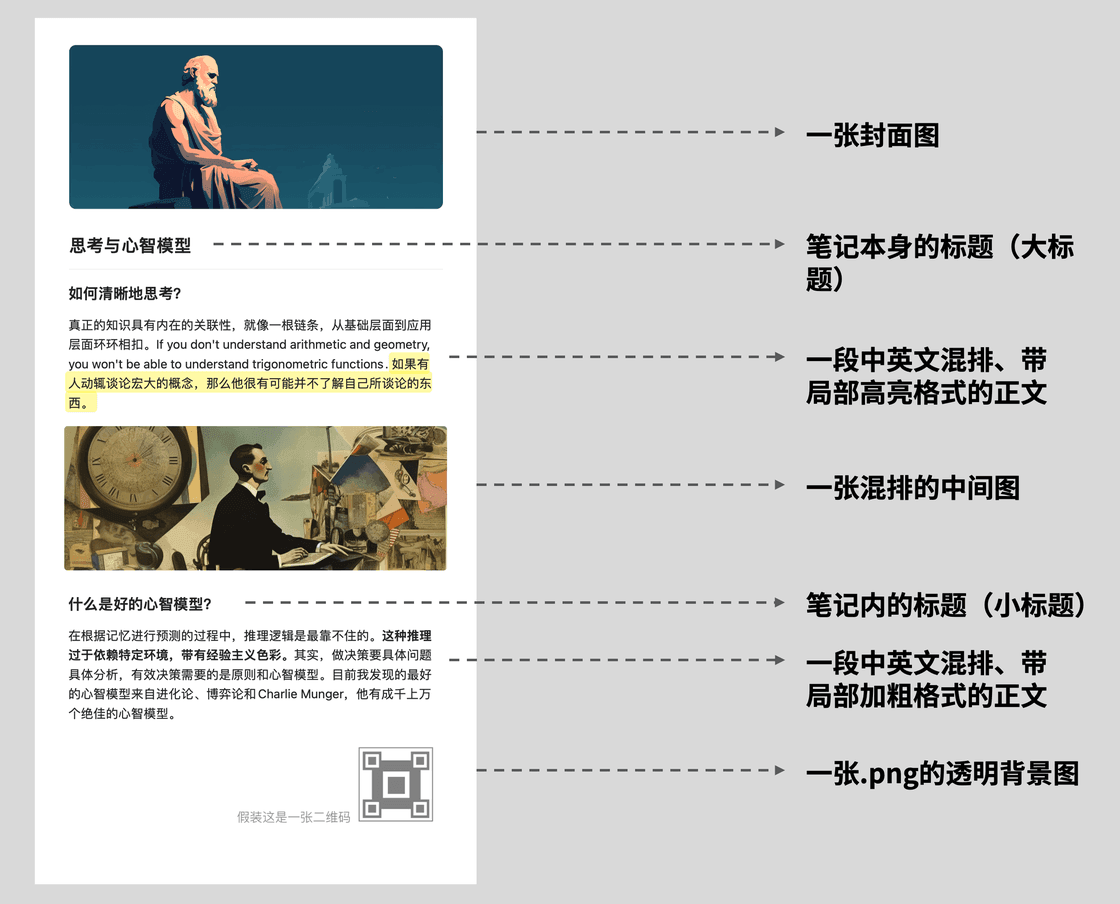 一张封面图
思考与心智模型
笔记本身的标题（大标
题）
如何清晰地思考？
真正的知识具有内在的关联性，就像一根链条，从基础层面到应用
层面环环相扣。If you don't understand arithmetic and geometry,
you won't be able to understand trigonometric functions.如果有
人动辄谈论宏大的概念，那么他很有可能并不了解自己所谈论的东
西。
一段中英文混排、带
局部高亮格式的正文
一张混排的中间图
什么是好的心智模型？
笔记内的标题（小标题）
在根据记忆进行预测的过程中，推理逻辑是最靠不住的。这种推理
过于依赖特定环境，带有经验主义色彩。其实，做决策要具体问题
具体分析，有效决策需要的是原则和心智模型。目前我发现的最好
的心智模型来自进化论、博弈论和 Charlie Munger，他有成千上万
个绝佳的心智模型。
一段中英文混排、带
局部加粗格式的正文
假装这是一张二维码
一张.png的透明背景图